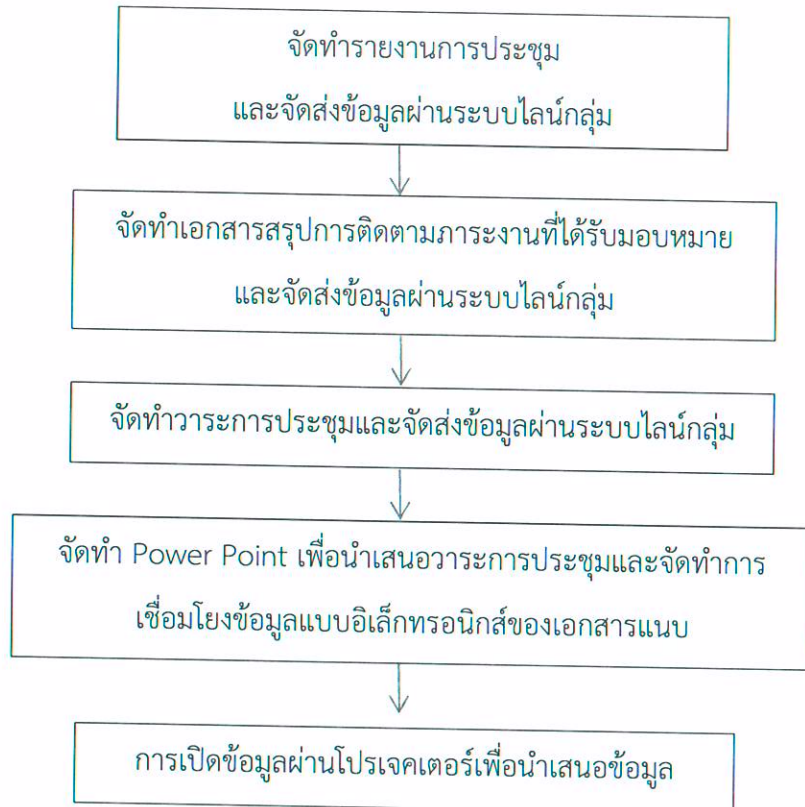 จัดทำรายงานการประชุม
และจัดส่งข้อมูลผ่านระบบไลน์กลุ่ม
จัดทำเอกสารสรุปการติดตามภาระงานที่ได้รับมอบหมาย
และจัดส่งข้อมูลผ่านระบบไลน์กลุ่ม
จัดทำวาระการประชุมและจัดส่งข้อมูลผ่านระบบไลน์กลุ่ม
จัดทำ Power Point เพื่อนำเสนอวาระการประชุมและจัดทำการ
เชื่อมโยงข้อมูลแบบอิเล็กทรอนิกส์ของเอกสารแนบ
การเปิดข้อมูลผ่านโปรเจคเตอร์เพื่อนำเสนอข้อมูล